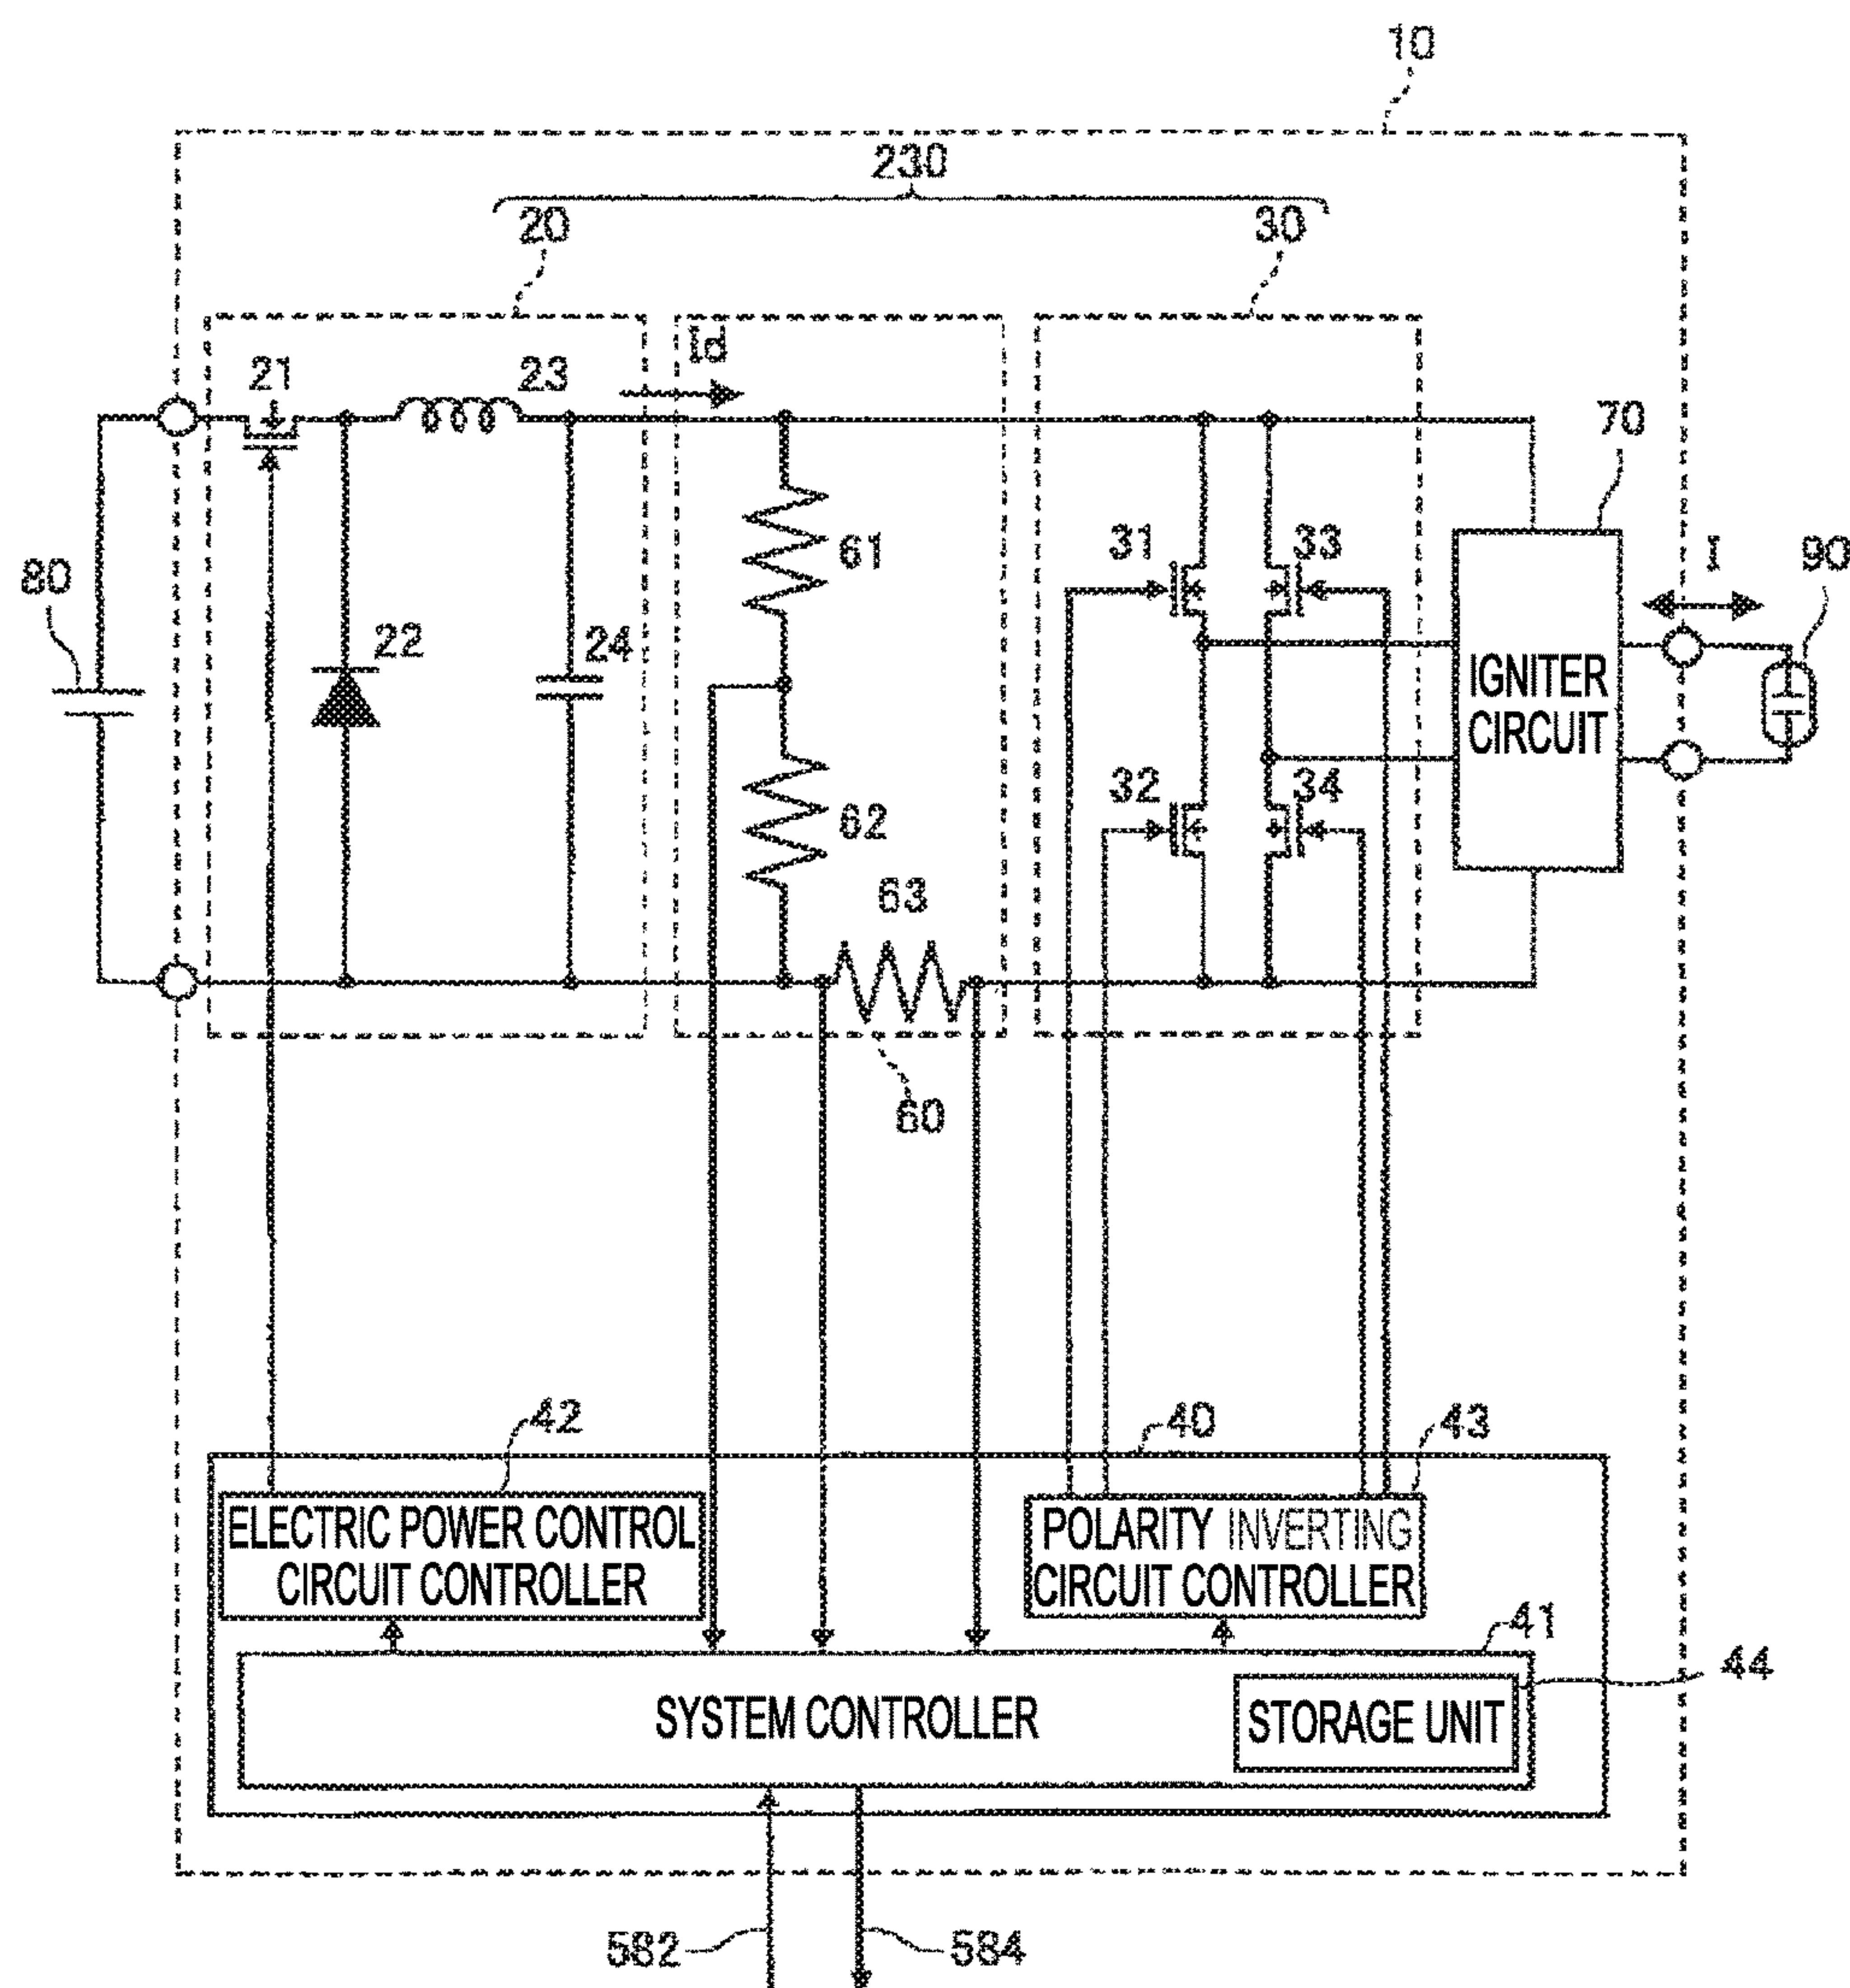 10
230
20
30
Id
21
23
70
61
31
33
I
90
80
22
24
IGNITER
CIRCUIT
32
34
62
63
60
42
40
43
ELECTRIC POWER CONTROL
CIRCUIT CONTROLLER
POLARITY INVERTING
CIRCUIT CONTROLLER
41
44
SYSTEM CONTROLLER
STORAGE UNIT
582
584